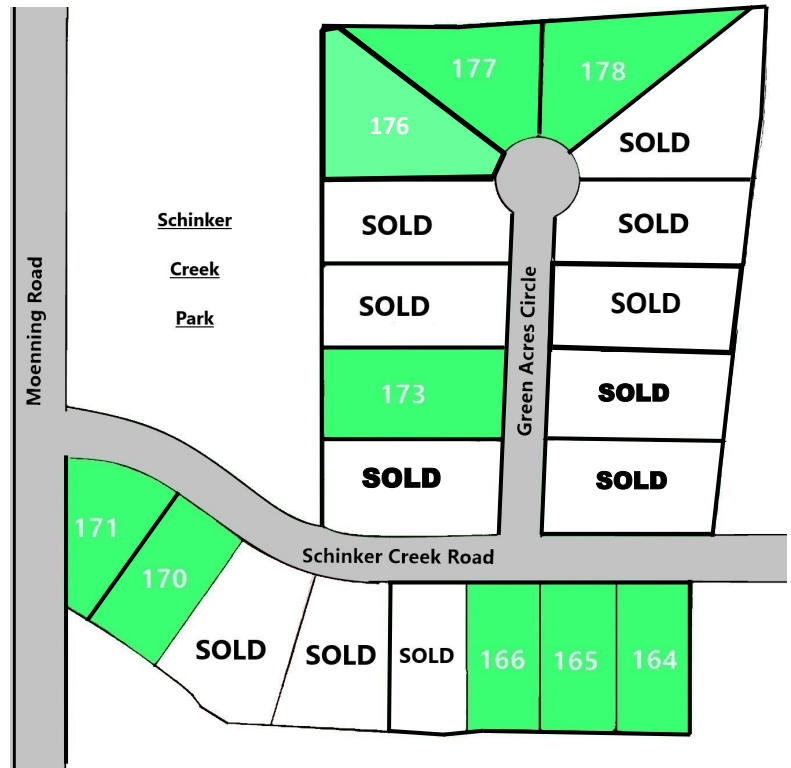 177
178
176
SOLD
Schinker
Creek
Park
SOLD
SOLD
SOLD
SOLD
Moenning Road
Green Acres Circle
173
SOLD
SOLD
SOLD
171
170
Schinker Creek Road
SOLD
SOLD
SOLD
166
165
164